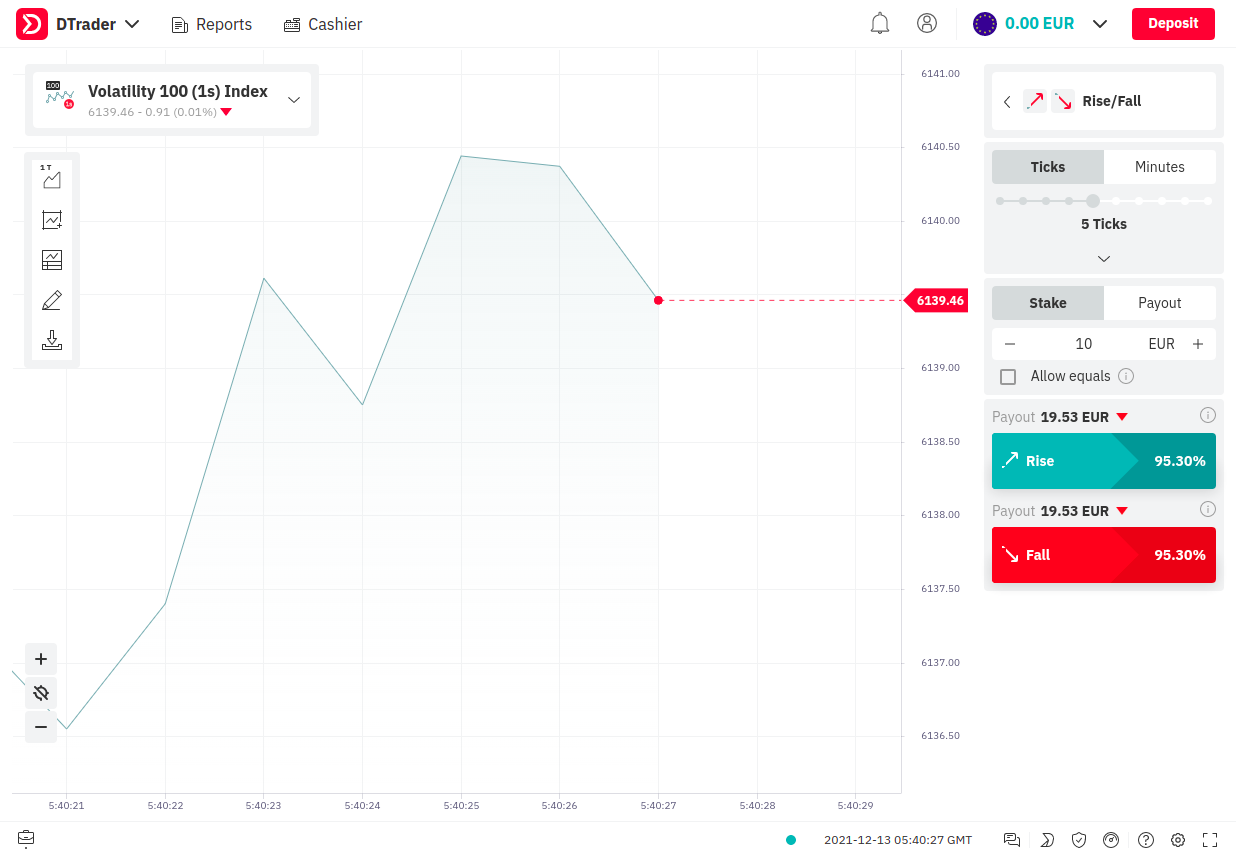 DTrader
Reports
Cashier
0.00 EUR
Deposit
100
1s
Volatility 100 (1s) Index
6139.46 - 0.91 (0.01%)
1 T
6141.00
6140.50
6140.00
6139.46
6139.00
6138.50
6138.00
6137.50
6137.00
6136.50
5:40:21
5:40:22
5:40:23
5:40:24
5:40:25
5:40:26
5:40:27
5:40:28
5:40:29
Rise/Fall
Ticks
Minutes
5 Ticks
Stake
Payout
− 10 EUR +
Allow equals
Payout 19.53 EUR
Rise 95.30%
Payout 19.53 EUR
Fall 95.30%
+
−
2021-12-13 05:40:27 GMT